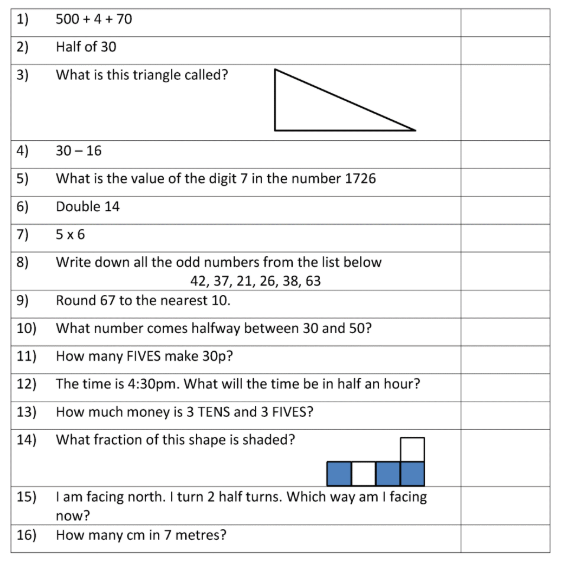 1) 500 + 4 + 70
2) Half of 30
3) What is this triangle called?
4) 30 – 16
5) What is the value of the digit 7 in the number 1726
6) Double 14
7) 5 x 6
8) Write down all the odd numbers from the list below
42, 37, 21, 26, 38, 63
9) Round 67 to the nearest 10.
10) What number comes halfway between 30 and 50?
11) How many FIVES make 30p?
12) The time is 4:30pm. What will the time be in half an hour?
13) How much money is 3 TENS and 3 FIVES?
14) What fraction of this shape is shaded?
15) I am facing north. I turn 2 half turns. Which way am I facing
now?
16) How many cm in 7 metres?